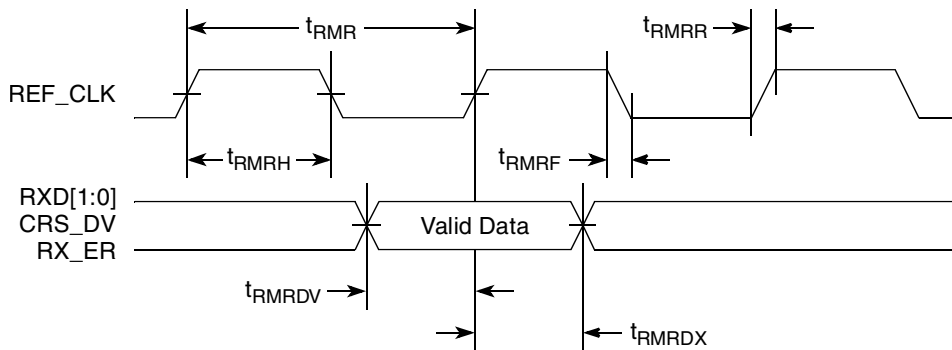 tRMR
tRMRR
REF_CLK
tRMRH
tRMRF
RXD[1:0]
CRS_DV
Valid Data
RX_ER
tRMRDV
tRMRDX